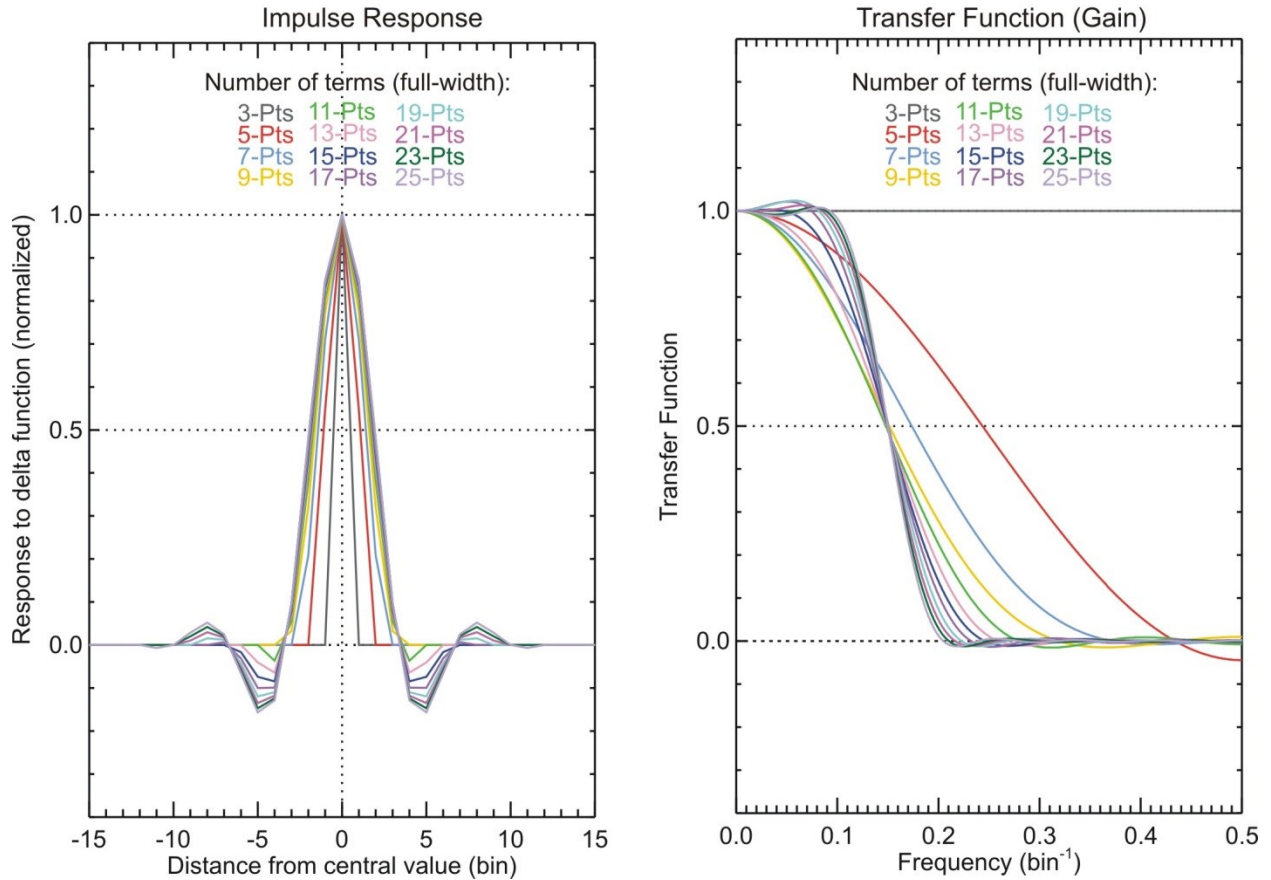 Impulse Response
Number of terms (full-width):
3-Pts 11-Pts 19-Pts
5-Pts 13-Pts 21-Pts
7-Pts 15-Pts 23-Pts
9-Pts 17-Pts 25-Pts
1.0
0.5
0.0
Response to delta function (normalized)
-15 -10 -5 0 5 10 15
Distance from central value (bin)
Transfer Function (Gain)
Number of terms (full-width):
3-Pts 11-Pts 19-Pts
5-Pts 13-Pts 21-Pts
7-Pts 15-Pts 23-Pts
9-Pts 17-Pts 25-Pts
1.0
0.5
0.0
Transfer Function
0.0 0.1 0.2 0.3 0.4 0.5
Frequency (bin⁻¹)